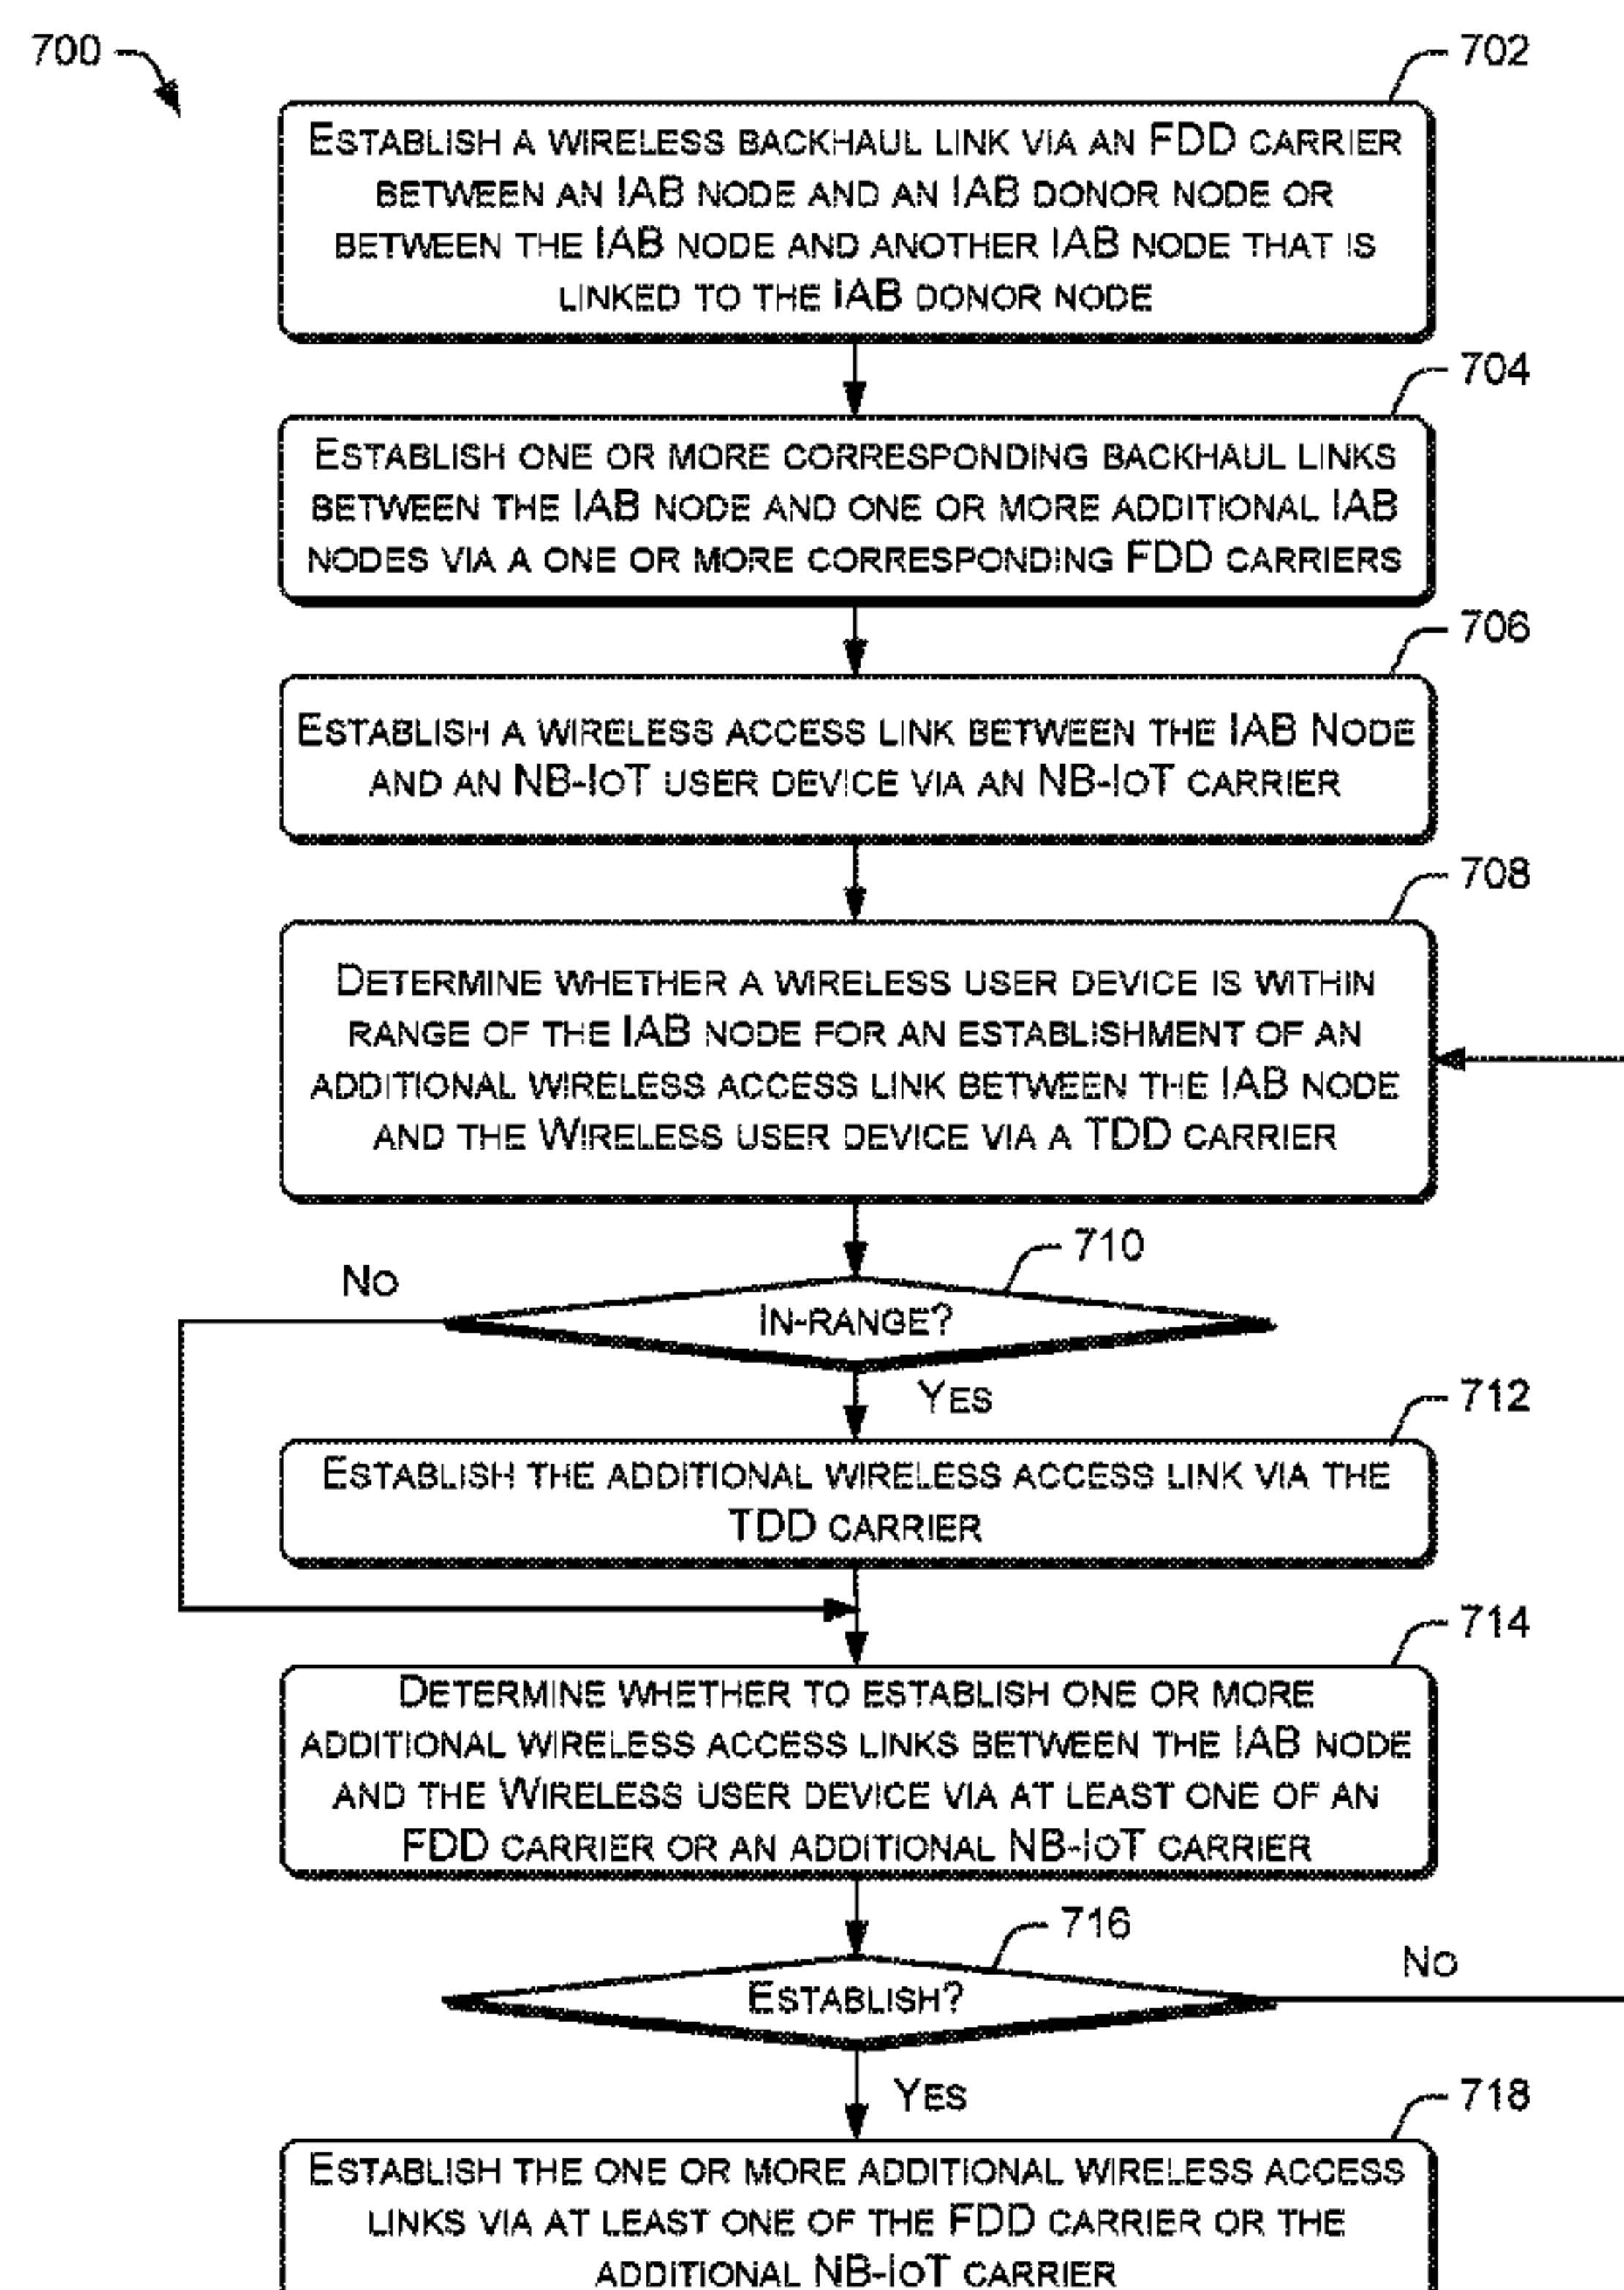 700
702
ESTABLISH A WIRELESS BACKHAUL LINK VIA AN FDD CARRIER
BETWEEN AN IAB NODE AND AN IAB DONOR NODE OR
BETWEEN THE IAB NODE AND ANOTHER IAB NODE THAT IS
LINKED TO THE IAB DONOR NODE
704
ESTABLISH ONE OR MORE CORRESPONDING BACKHAUL LINKS
BETWEEN THE IAB NODE AND ONE OR MORE ADDITIONAL IAB
NODES VIA A ONE OR MORE CORRESPONDING FDD CARRIERS
706
ESTABLISH A WIRELESS ACCESS LINK BETWEEN THE IAB NODE
AND AN NB-IOT USER DEVICE VIA AN NB-IOT CARRIER
708
DETERMINE WHETHER A WIRELESS USER DEVICE IS WITHIN
RANGE OF THE IAB NODE FOR AN ESTABLISHMENT OF AN
ADDITIONAL WIRELESS ACCESS LINK BETWEEN THE IAB NODE
AND THE WIRELESS USER DEVICE VIA A TDD CARRIER
710
NO
IN-RANGE?
YES
712
ESTABLISH THE ADDITIONAL WIRELESS ACCESS LINK VIA THE
TDD CARRIER
714
DETERMINE WHETHER TO ESTABLISH ONE OR MORE
ADDITIONAL WIRELESS ACCESS LINKS BETWEEN THE IAB NODE
AND THE WIRELESS USER DEVICE VIA AT LEAST ONE OF AN
FDD CARRIER OR AN ADDITIONAL NB-IOT CARRIER
716
NO
ESTABLISH?
YES
718
ESTABLISH THE ONE OR MORE ADDITIONAL WIRELESS ACCESS
LINKS VIA AT LEAST ONE OF THE FDD CARRIER OR THE
ADDITIONAL NB-IOT CARRIER